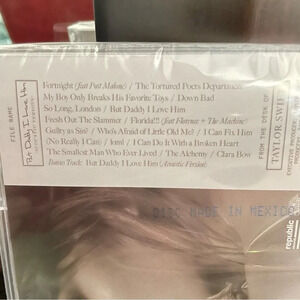 Fortnight (feat Post Malone) / The Tortured Poets Department
My Boy Only Breaks His Favorite Toys / Down Bad
So Long, London / But Daddy I Love Him
Fresh Out The Slammer / Florida!!! (feat Florence + The Machine)
Guilty as Sin? / Who's Afraid of Little Old Me? / I Can Fix Him
(No Really I Can) / loml / I Can Do It With a Broken Heart
The Smallest Man Who Ever Lived / The Alchemy / Clara Bow
Bonus Track: But Daddy I Love Him (Acoustic Version)
FILE NAME
But Daddy I Love Him
FROM THE DESK OF
TAYLOR SWIF
EXECUTIVE PRODUCER
DISC MADE IN MEXICO
republic